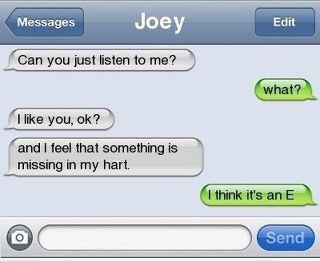 Messages
Joey
Edit
Can you just listen to me?
what?
I like you, ok?
and I feel that something is
missing in my hart.
I think it's an E
Send